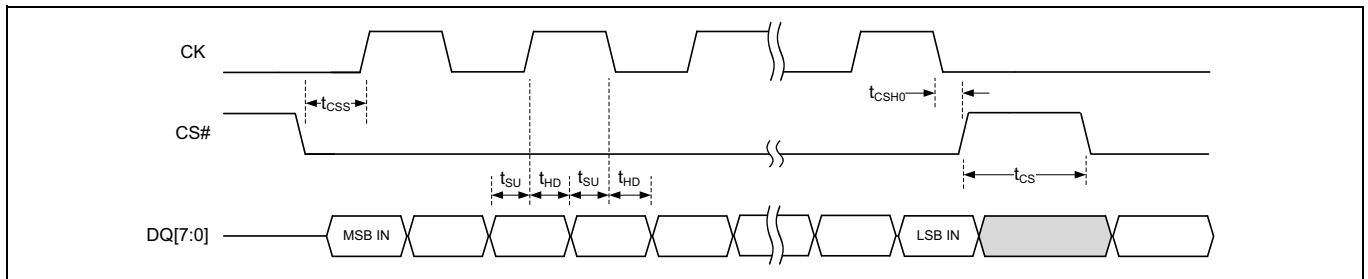 CK
tCSS
tCSH0
CS#
tSU tHD tSU tHD
tCS
DQ[7:0] MSB IN LSB IN